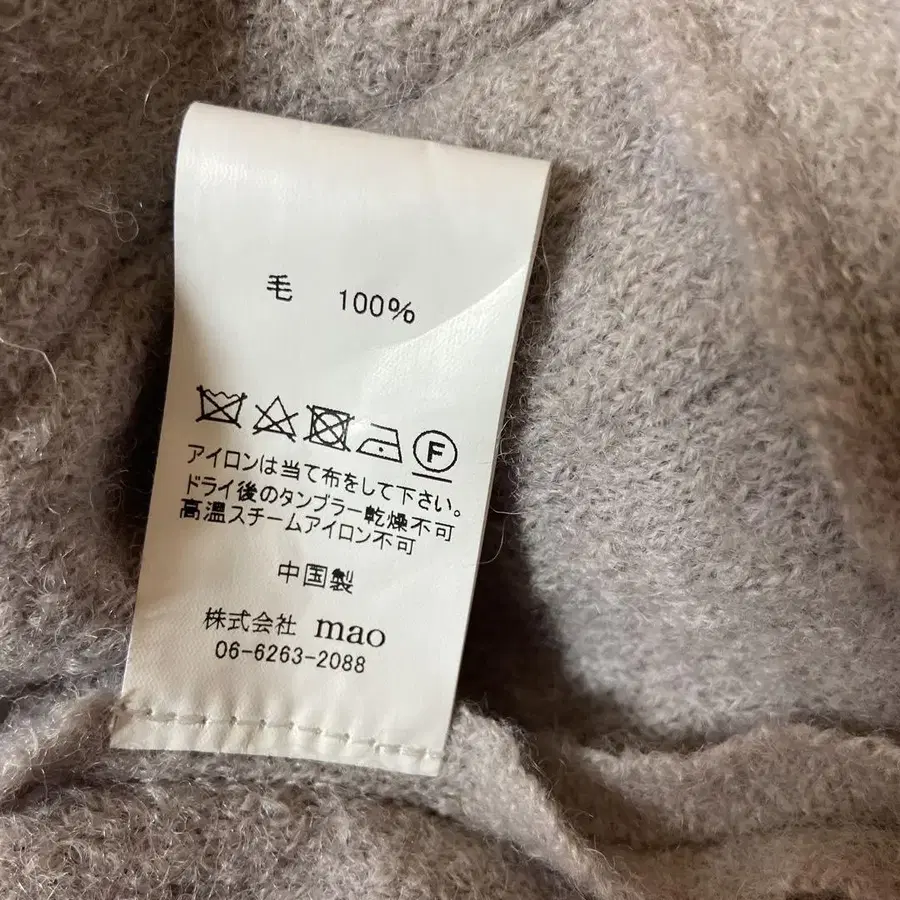 毛 100%
F
アイロンは当て布をして下さい。
ドライ後のタンブラー乾燥不可
高温スチームアイロン不可
中国製
株式会社 mao
06-6263-2088